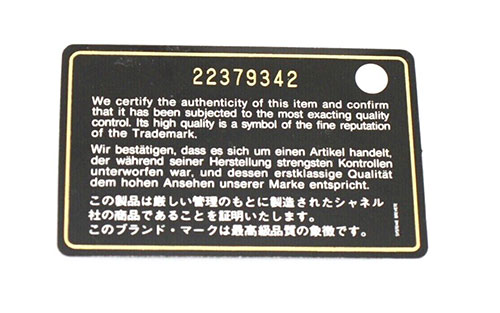 22379342
We certify the authenticity of this item and confirm
that it has been subjected to the most exacting quality
control. Its high quality is a symbol of the fine reputation
of the Trademark.
Wir bestätigen, dass es sich um einen Artikel handelt,
der während seiner Herstellung strengsten Kontrollen
unterworfen war, und dessen erstklassige Qualität
dem hohen Ansehen unserer Marke entspricht.
この製品は厳しい管理のもとに製造されたシャネル
社の商品であることを証明いたします。
このブランド・マークは最高級品質の象徴です。